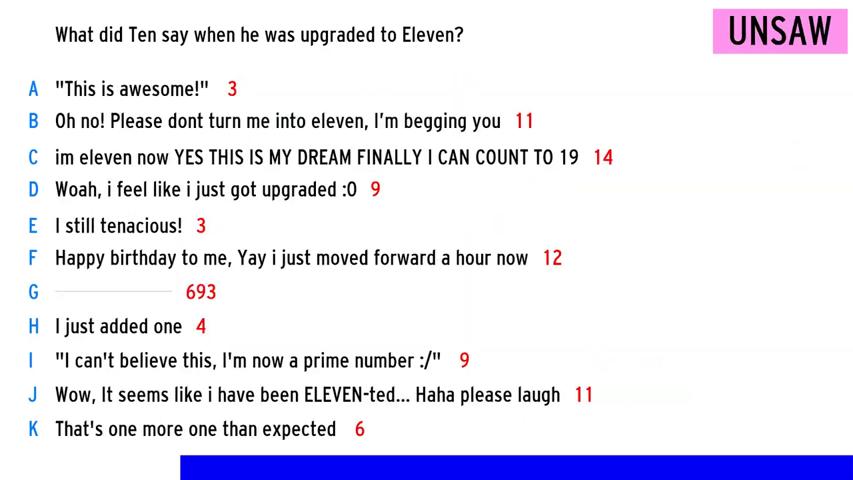 What did Ten say when he was upgraded to Eleven?
UNSAW
A "This is awesome!" 3
B Oh no! Please dont turn me into eleven, I'm begging you 11
C im eleven now YES THIS IS MY DREAM FINALLY I CAN COUNT TO 19 14
D Woah, i feel like i just got upgraded :0 9
E I still tenacious! 3
F Happy birthday to me, Yay i just moved forward a hour now 12
G 693
H I just added one 4
I "I can't believe this, I'm now a prime number :/" 9
J Wow, It seems like i have been ELEVEN-ted... Haha please laugh 11
K That's one more one than expected 6